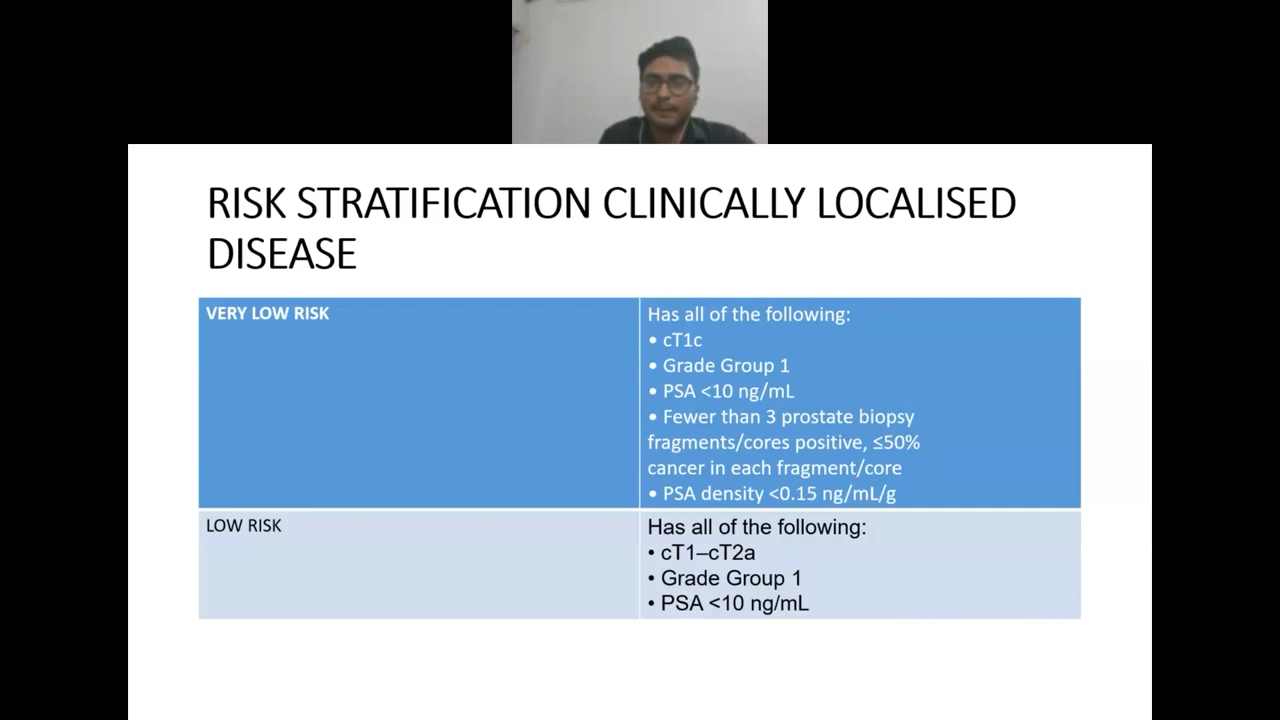 RISK STRATIFICATION CLINICALLY LOCALISED
DISEASE
VERY LOW RISK
Has all of the following:
• cT1c
• Grade Group 1
• PSA <10 ng/mL
• Fewer than 3 prostate biopsy
fragments/cores positive, ≤50%
cancer in each fragment/core
• PSA density <0.15 ng/mL/g
LOW RISK
Has all of the following:
• cT1–cT2a
• Grade Group 1
• PSA <10 ng/mL